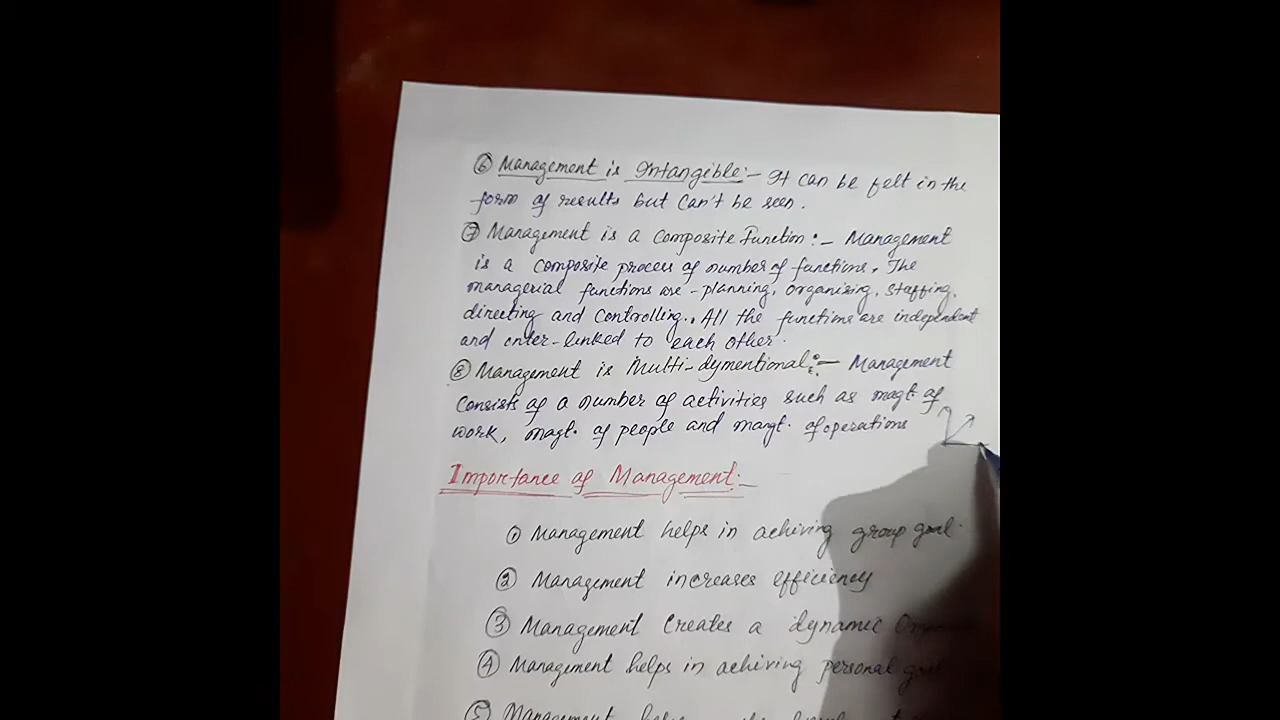 ⑥ Management is Intangible:- It can be felt in the
form of results but can't be seen.
⑦ Management is a Composite Function:- Management
is a composite process of number of functions. The
managerial functions are - planning, organising, staffing,
directing and controlling. All the functions are independent
and enter-linked to each other.
⑧ Management is Multi-dymentional:- Management
consists of a number of activities such as magt. of
work, magt. of people and mangt. of operations
Importance of Management:-
① Management helps in achiving group goal.
② Management increases efficiency
③ Management creates a dynamic
④ Management helps in achiving personal
⑤ Management